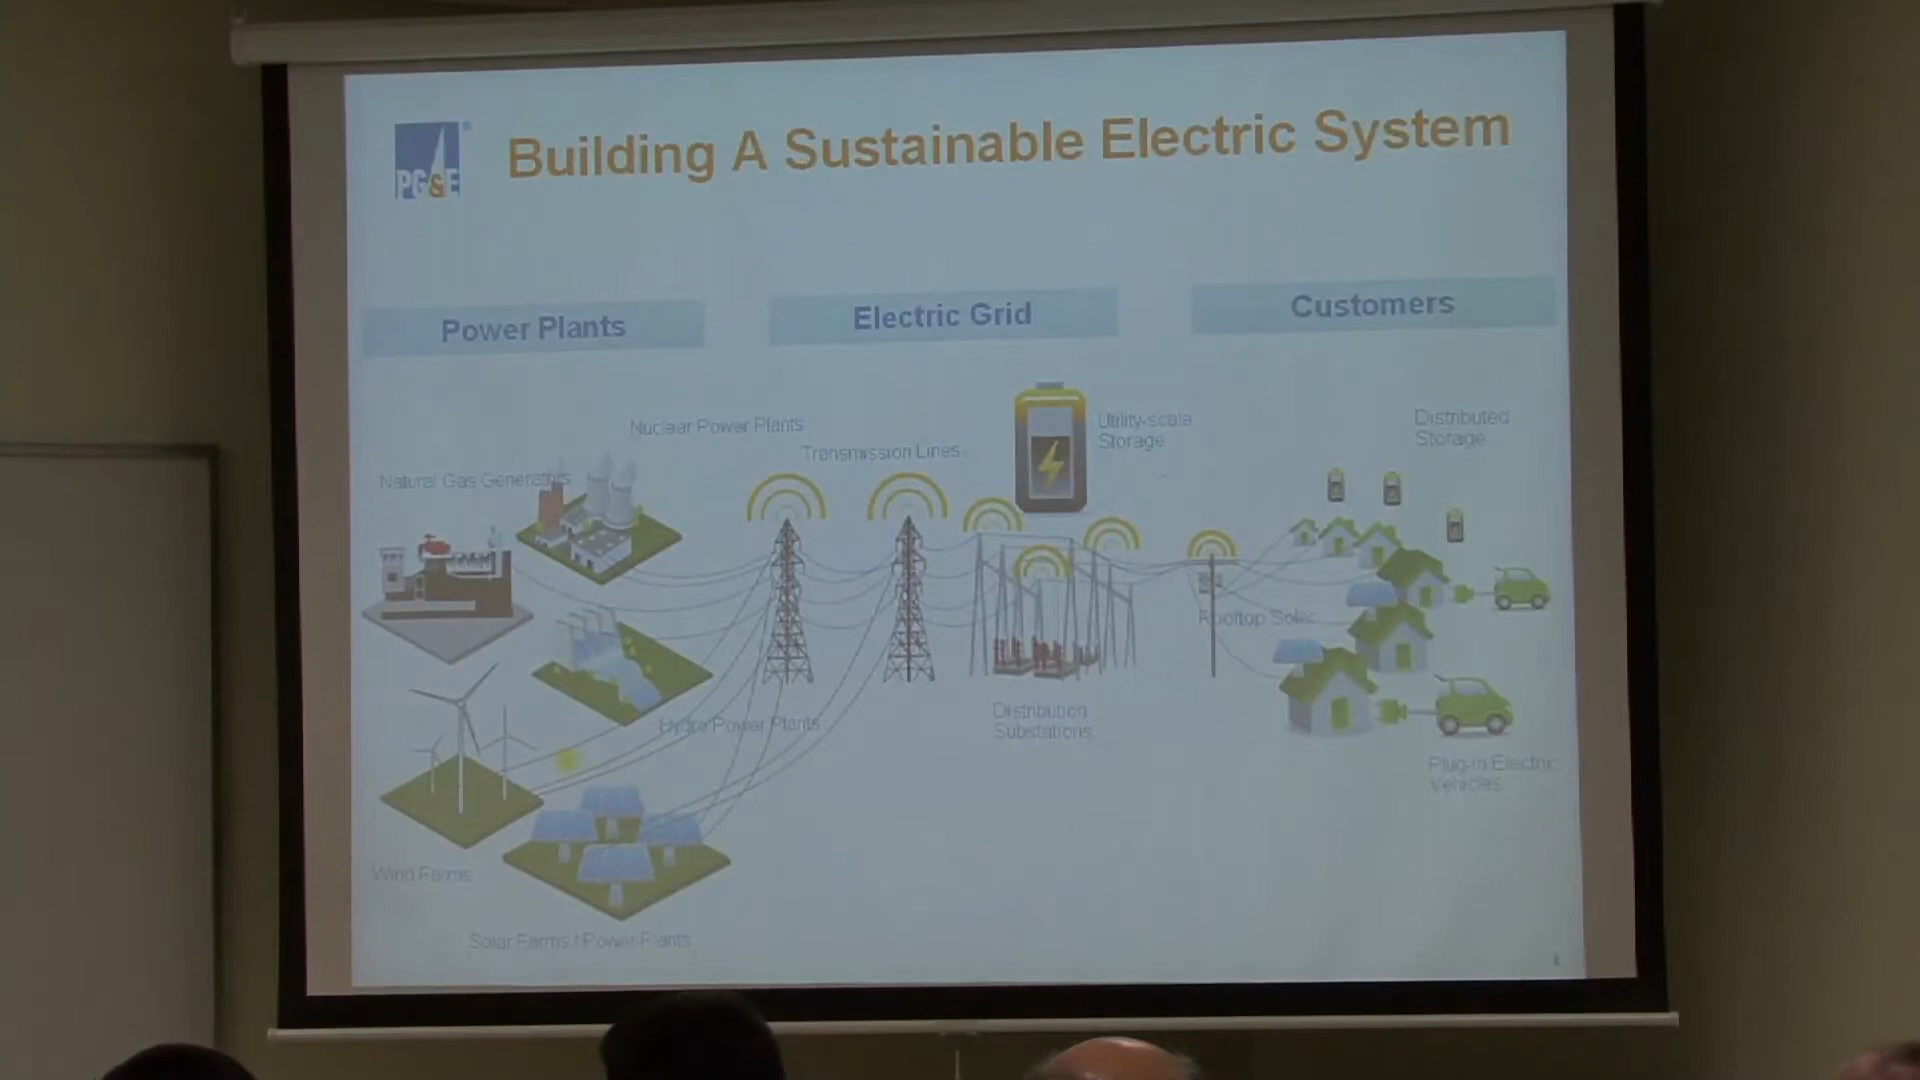 PG&E
Building A Sustainable Electric System
Power Plants
Electric Grid
Customers
Nuclear Power Plants
Natural Gas Generators
Transmission Lines
Utility-scale
Storage
Distributed
Storage
Rooftop Solar
Hydro Power Plants
Distribution
Substations
Plug-in Electric
Vehicles
Wind Farms
Solar Farms / Power Plants